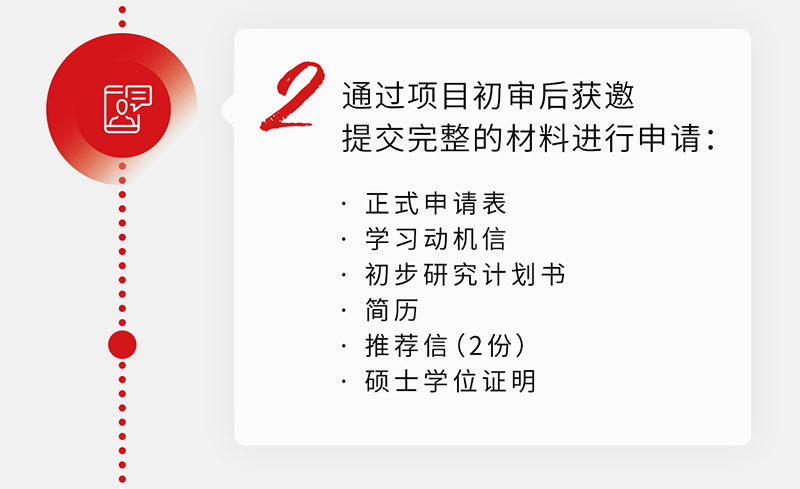 2
通过项目初审后获邀
提交完整的材料进行申请：
· 正式申请表
· 学习动机信
· 初步研究计划书
· 简历
· 推荐信（2份）
· 硕士学位证明